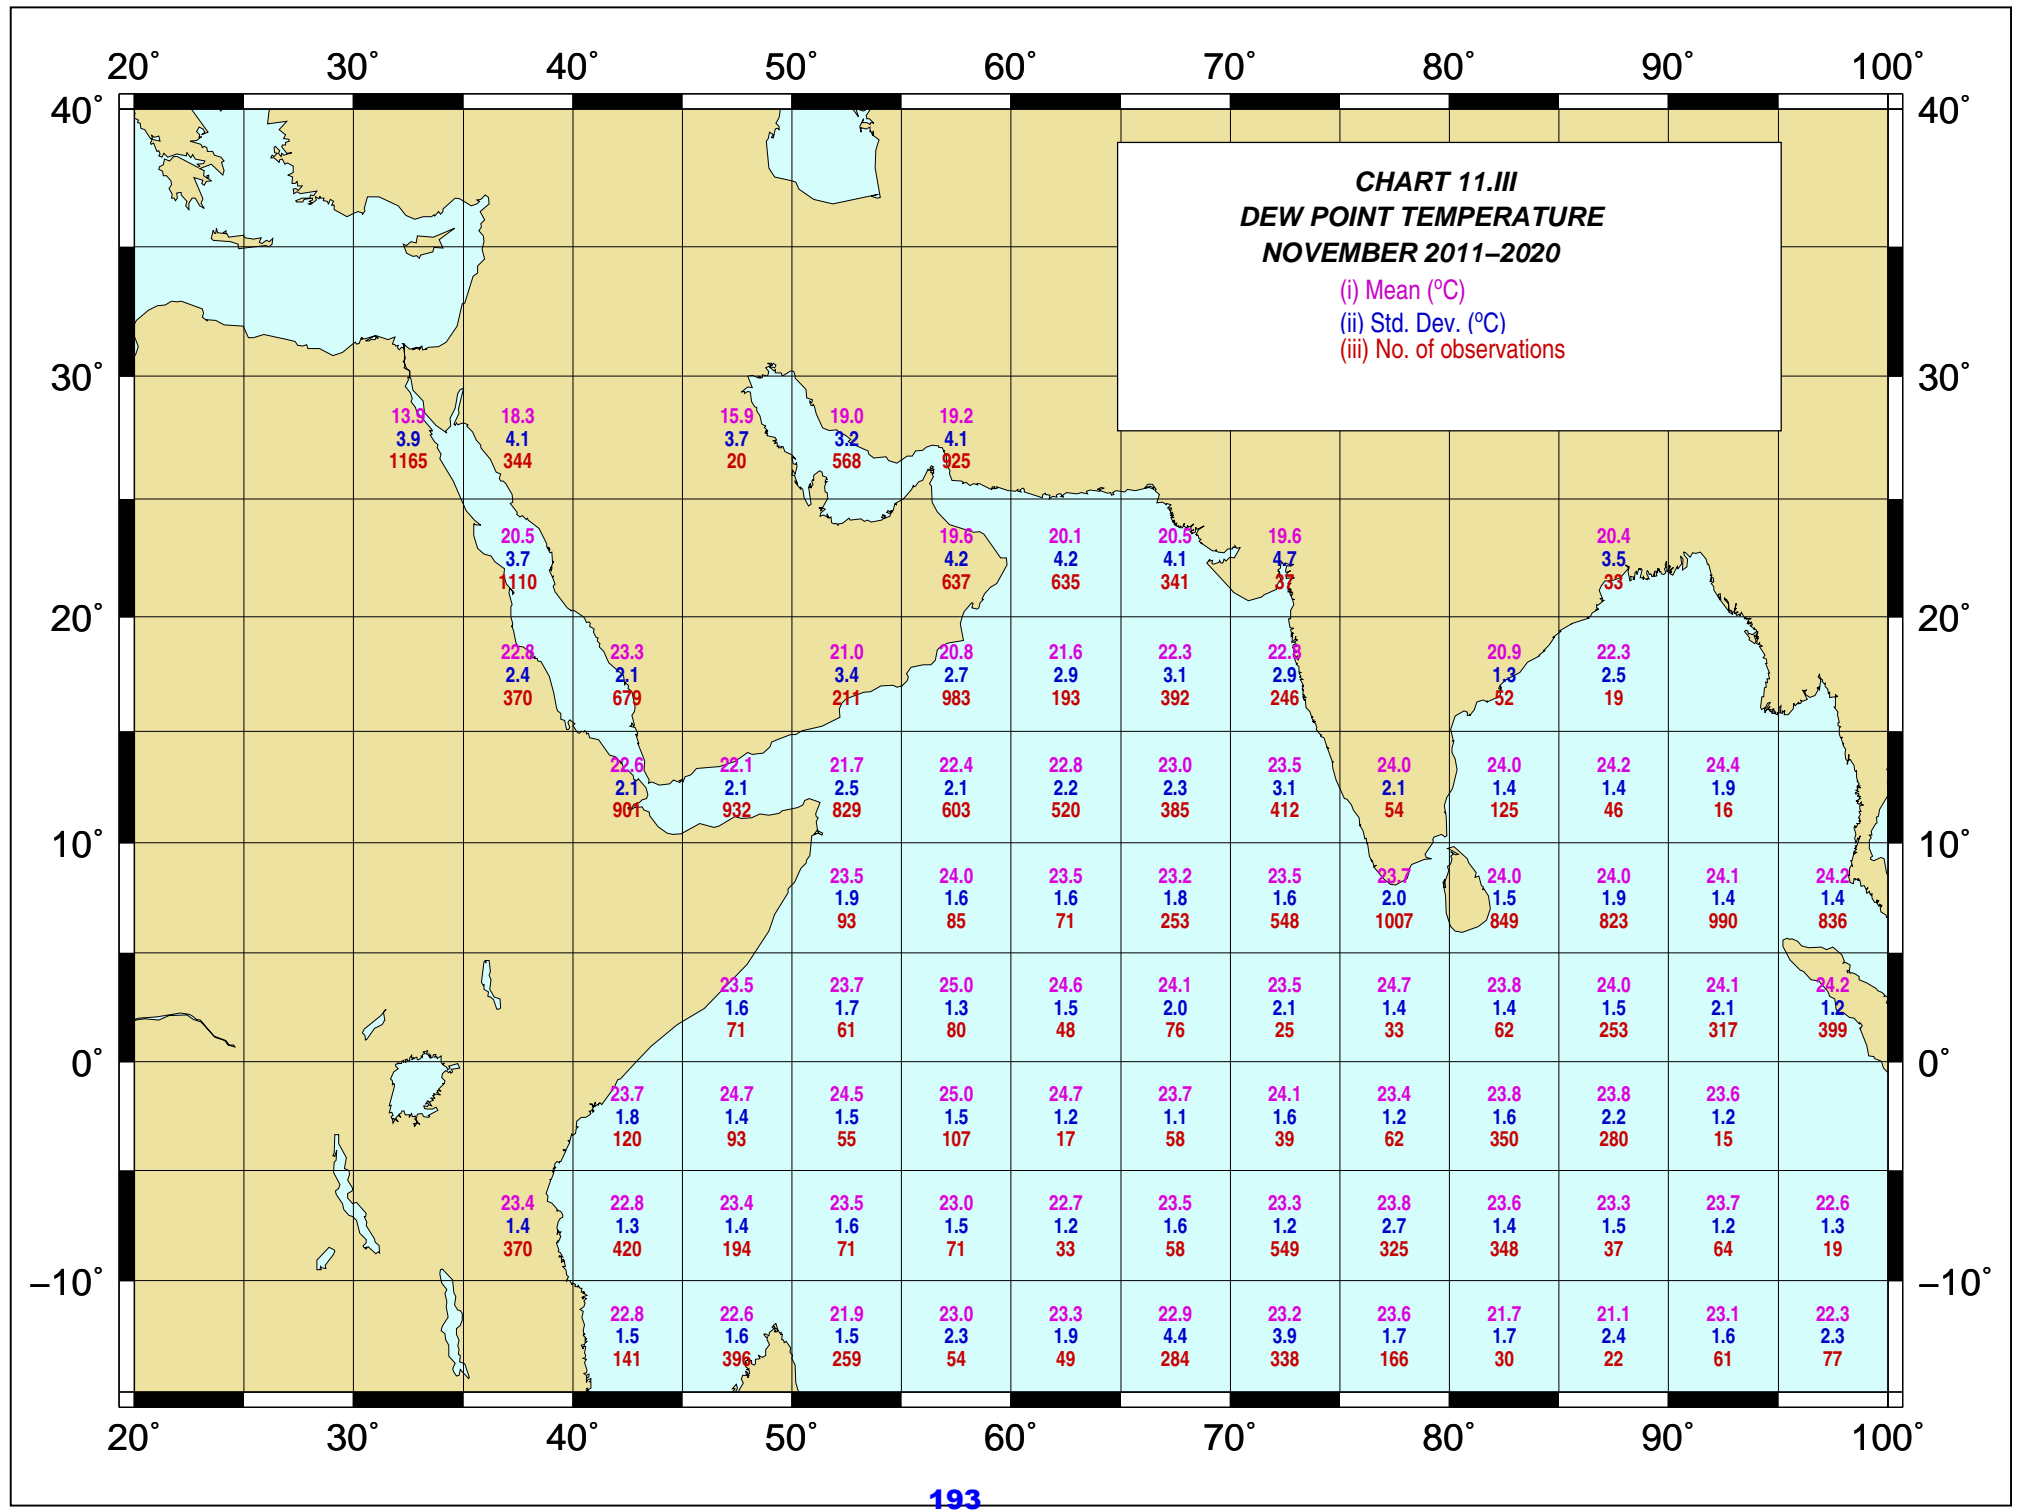 20° 30° 40° 50° 60° 70° 80° 90° 100°
40° 40°
CHART 11.III
DEW POINT TEMPERATURE
NOVEMBER 2011–2020
(i) Mean (°C)
(ii) Std. Dev. (°C)
(iii) No. of observations
30° 30°
13.9 18.3 15.9 19.0 19.2
3.9 4.1 3.7 3.2 4.1
1165 344 20 568 925
20.5 19.6 20.1 20.5 19.6 20.4
3.7 4.2 4.2 4.1 4.7 3.5
1110 637 635 341 37 33
20° 20°
22.8 23.3 21.0 20.8 21.6 22.3 22.8 20.9 22.3
2.4 2.1 3.4 2.7 2.9 3.1 2.9 1.3 2.5
370 679 211 983 193 392 246 52 19
22.6 22.1 21.7 22.4 22.8 23.0 23.5 24.0 24.0 24.2 24.4
2.1 2.1 2.5 2.1 2.2 2.3 3.1 2.1 1.4 1.4 1.9
901 932 829 603 520 385 412 54 125 46 16
10° 10°
23.5 24.0 23.5 23.2 23.5 23.7 24.0 24.0 24.1 24.2
1.9 1.6 1.6 1.8 1.6 2.0 1.5 1.9 1.4 1.4
93 85 71 253 548 1007 849 823 990 836
23.5 23.7 25.0 24.6 24.1 23.5 24.7 23.8 24.0 24.1 24.2
1.6 1.7 1.3 1.5 2.0 2.1 1.4 1.4 1.5 2.1 1.2
71 61 80 48 76 25 33 62 253 317 399
0° 0°
23.7 24.7 24.5 25.0 24.7 23.7 24.1 23.4 23.8 23.8 23.6
1.8 1.4 1.5 1.5 1.2 1.1 1.6 1.2 1.6 2.2 1.2
120 93 55 107 17 58 39 62 350 280 15
23.4 22.8 23.4 23.5 23.0 22.7 23.5 23.3 23.8 23.6 23.3 23.7 22.6
1.4 1.3 1.4 1.6 1.5 1.2 1.6 1.2 2.7 1.4 1.5 1.2 1.3
370 420 194 71 71 33 58 549 325 348 37 64 19
–10° –10°
22.8 22.6 21.9 23.0 23.3 22.9 23.2 23.6 21.7 21.1 23.1 22.3
1.5 1.6 1.5 2.3 1.9 4.4 3.9 1.7 1.7 2.4 1.6 2.3
141 396 259 54 49 284 338 166 30 22 61 77
20° 30° 40° 50° 60° 70° 80° 90° 100°
193